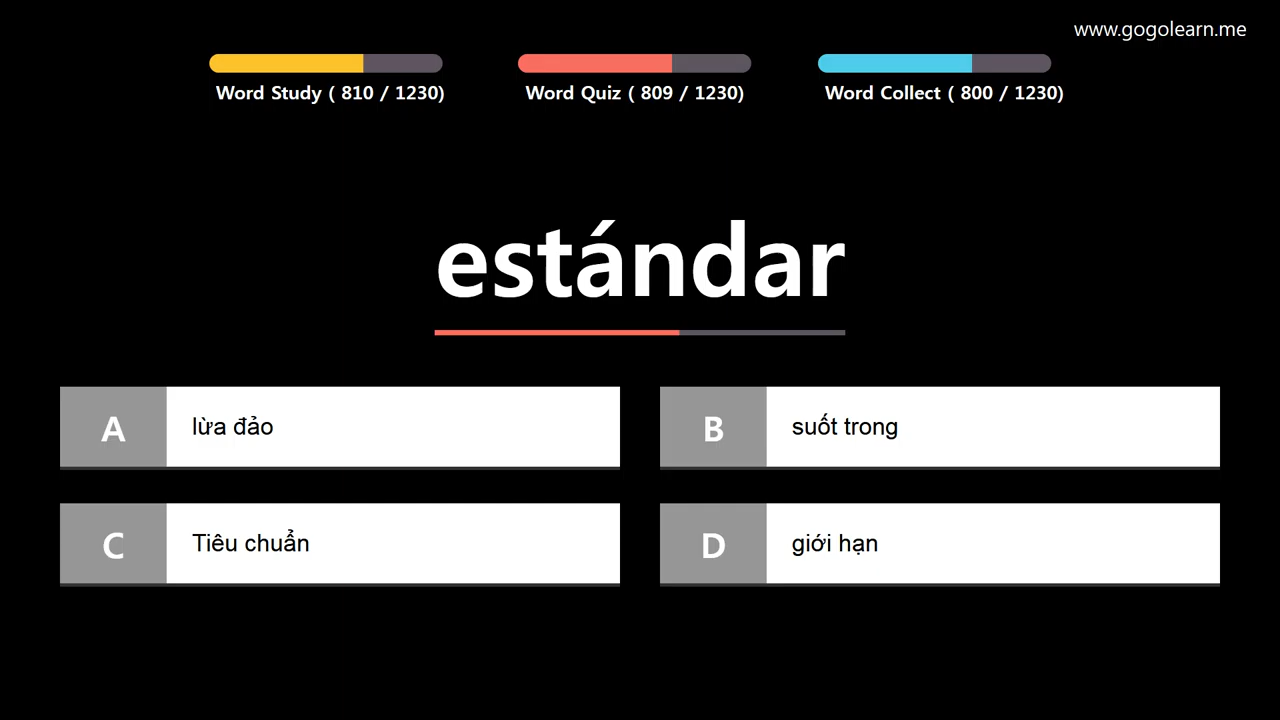 www.gogolearn.me
Word Study ( 810 / 1230)
Word Quiz ( 809 / 1230)
Word Collect ( 800 / 1230)
estándar
A lừa đảo
B suốt trong
C Tiêu chuẩn
D giới hạn